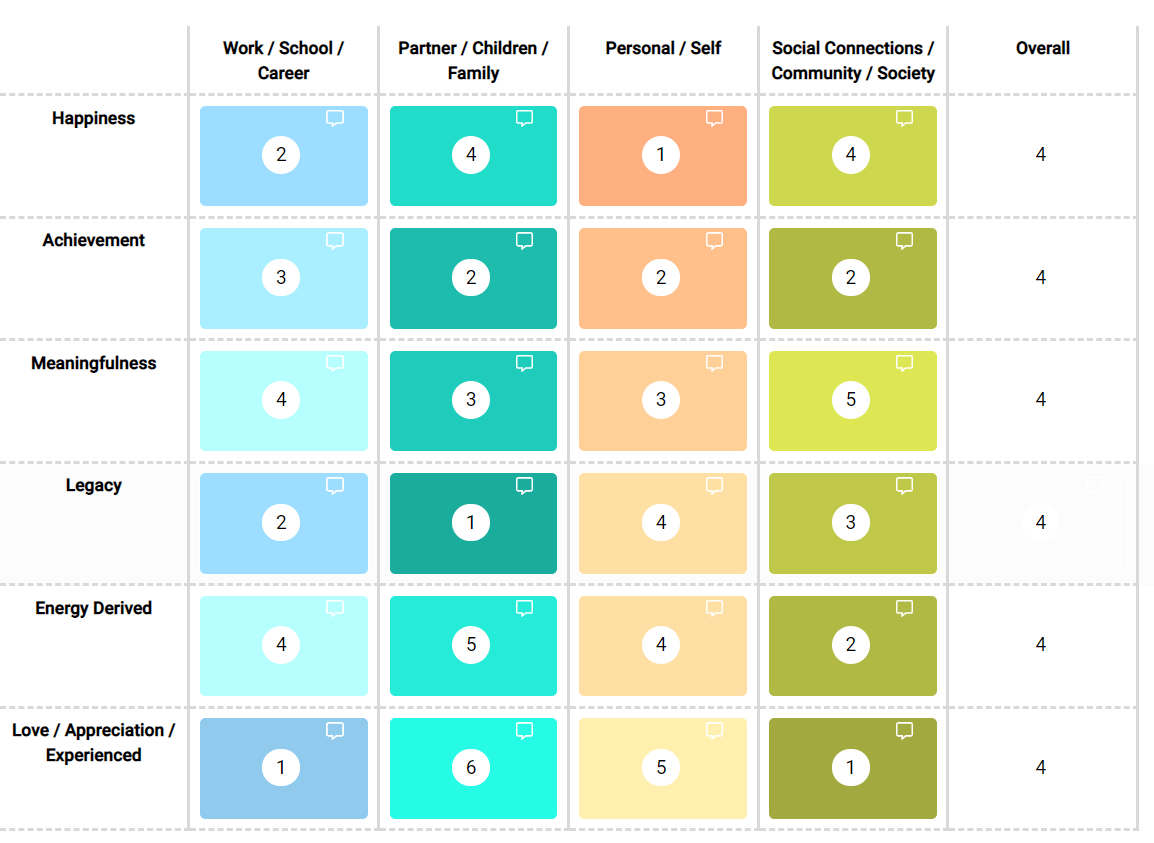 Work / School / Career Partner / Children / Family Personal / Self Social Connections / Community / Society Overall
Happiness 2 4 1 4 4
Achievement 3 2 2 2 4
Meaningfulness 4 3 3 5 4
Legacy 2 1 4 3 4
Energy Derived 4 5 4 2 4
Love / Appreciation / Experienced 1 6 5 1 4